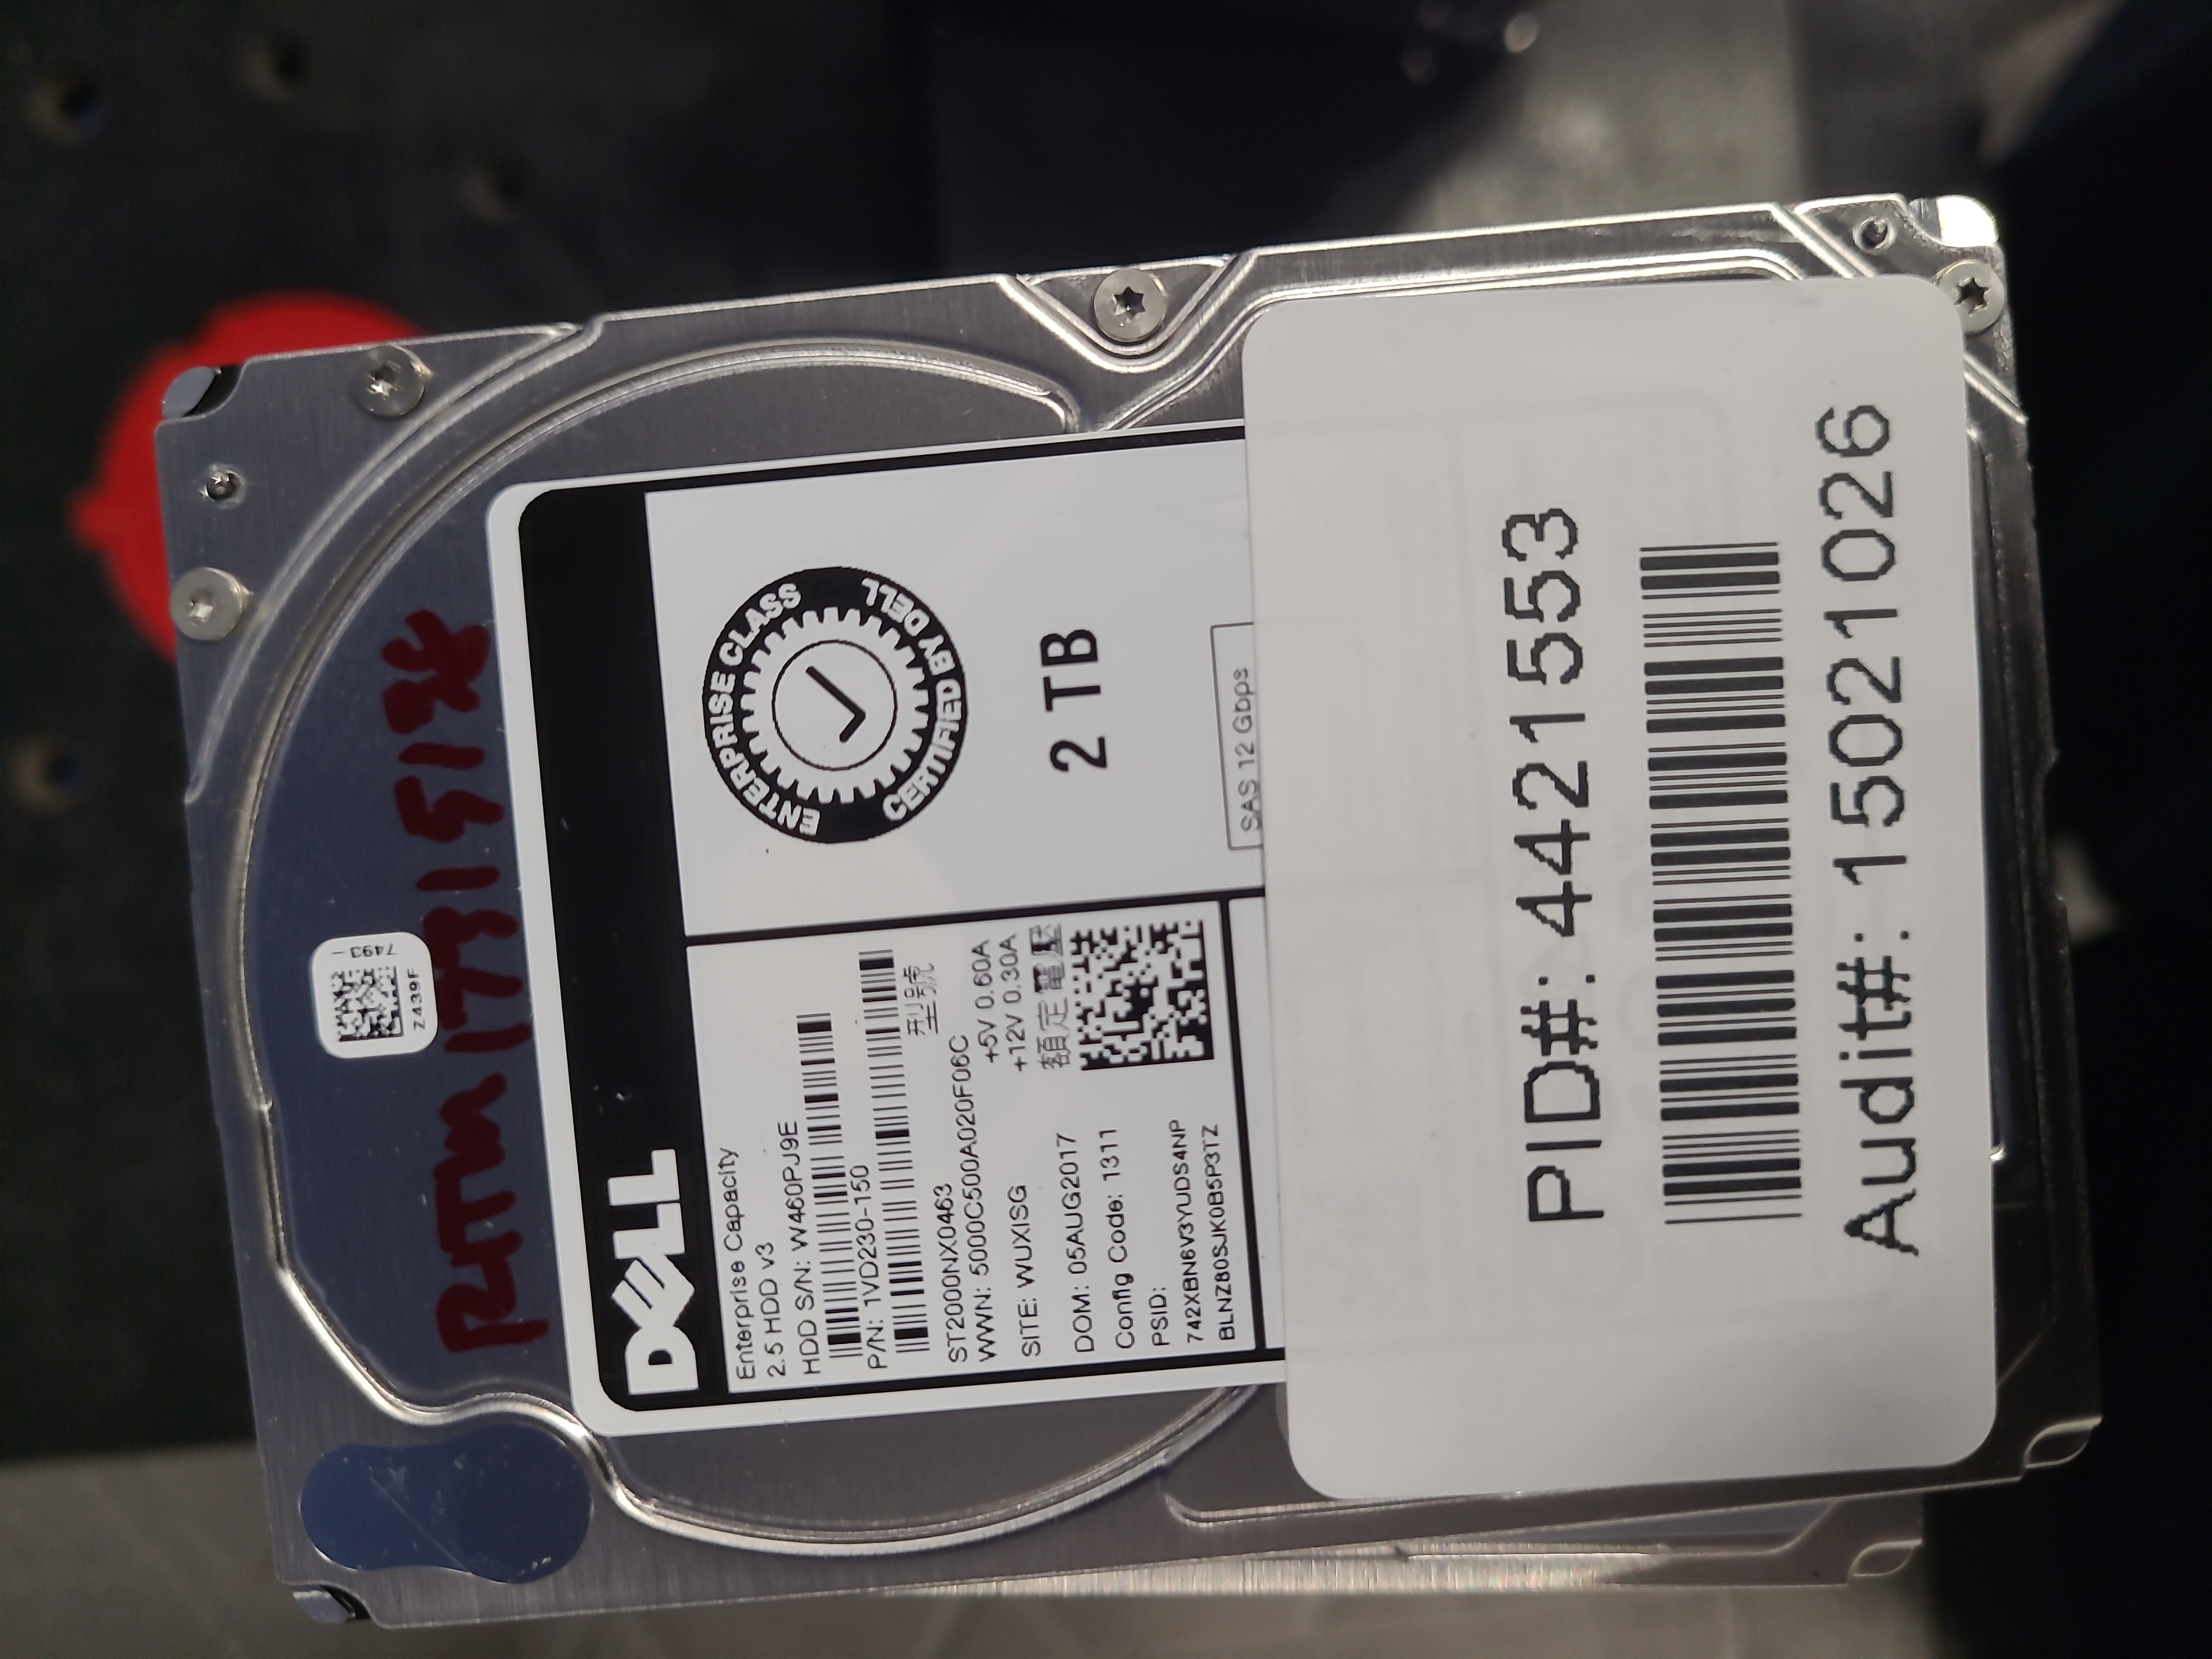 7493-
Z439F
DELL
Enterprise Capacity
2.5 HDD v3
HDD S/N: W460PJ9E
P/N: 1VD230-150
型號
ST2000NX0463
WWN: 5000C500A020F06C
+5V 0.60A
+12V 0.30A
SITE: WUXISG
額定電壓
DOM: 05AUG2017
Config Code: 1311
PSID:
742XBN6V3YUDS4NP
BLNZ80SJK0B5P3TZ
ENTERPRISE CLASS
CERTIFIED BY DELL
2 TB
SAS 12 Gbps
PID#: 4421553
Audit#: 15021026